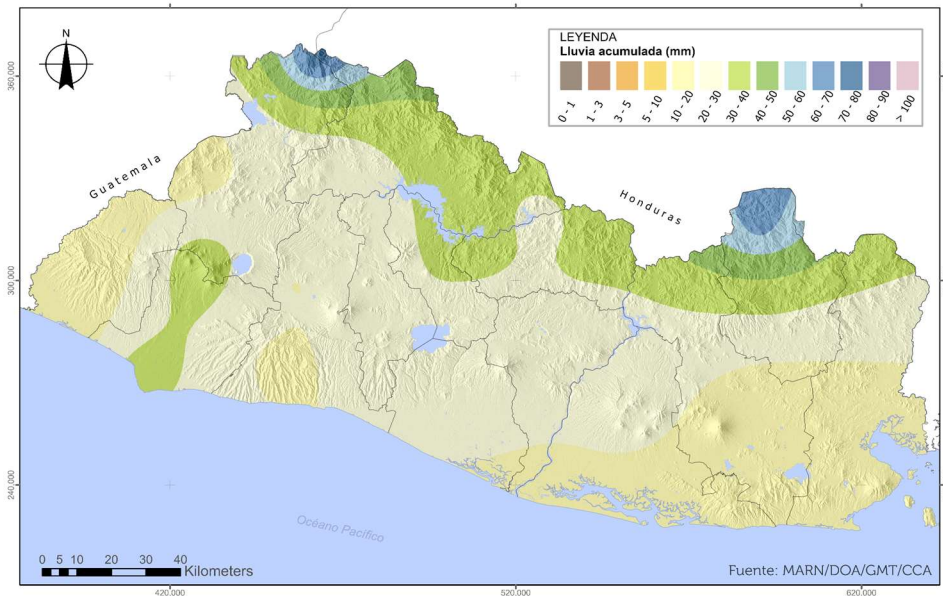 N
LEYENDA
Lluvia acumulada (mm)
0 - 1
1 - 3
3 - 5
5 - 10
10 - 20
20 - 30
30 - 40
40 - 50
50 - 60
60 - 70
70 - 80
80 - 90
> 100
360,000
Guatemala
Honduras
300,000
240,000
Océano Pacífico
0 5 10 20 30 40
Kilometers
Fuente: MARN/DOA/GMT/CCA
420,000
520,000
620,000